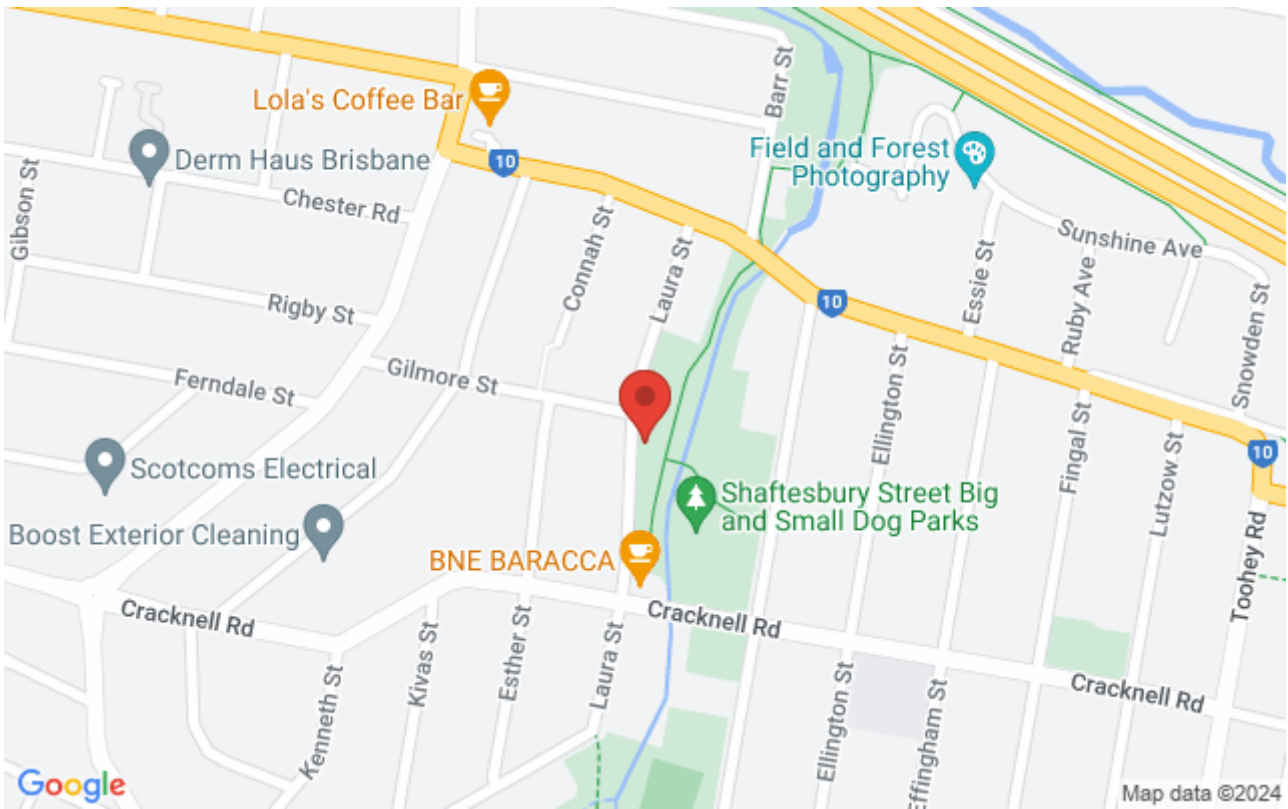 Barr St
Lola's Coffee Bar
Field and Forest
Photography
Derm Haus Brisbane
10
Chester Rd
Gibson St
Connah St
Laura St
Sunshine Ave
Essie St
Ruby Ave
Snowden St
Rigby St
10
Gilmore St
Ferndale St
Ellington St
Fingal St
Lutzow St
10
Scotcoms Electrical
Shaftesbury Street Big
and Small Dog Parks
Boost Exterior Cleaning
BNE BARACCA
Toohey Rd
Cracknell Rd
Cracknell Rd
Kivas St
Esther St
Laura St
Kenneth St
Ellington St
Effingham St
Cracknell Rd
Google
Map data ©2024